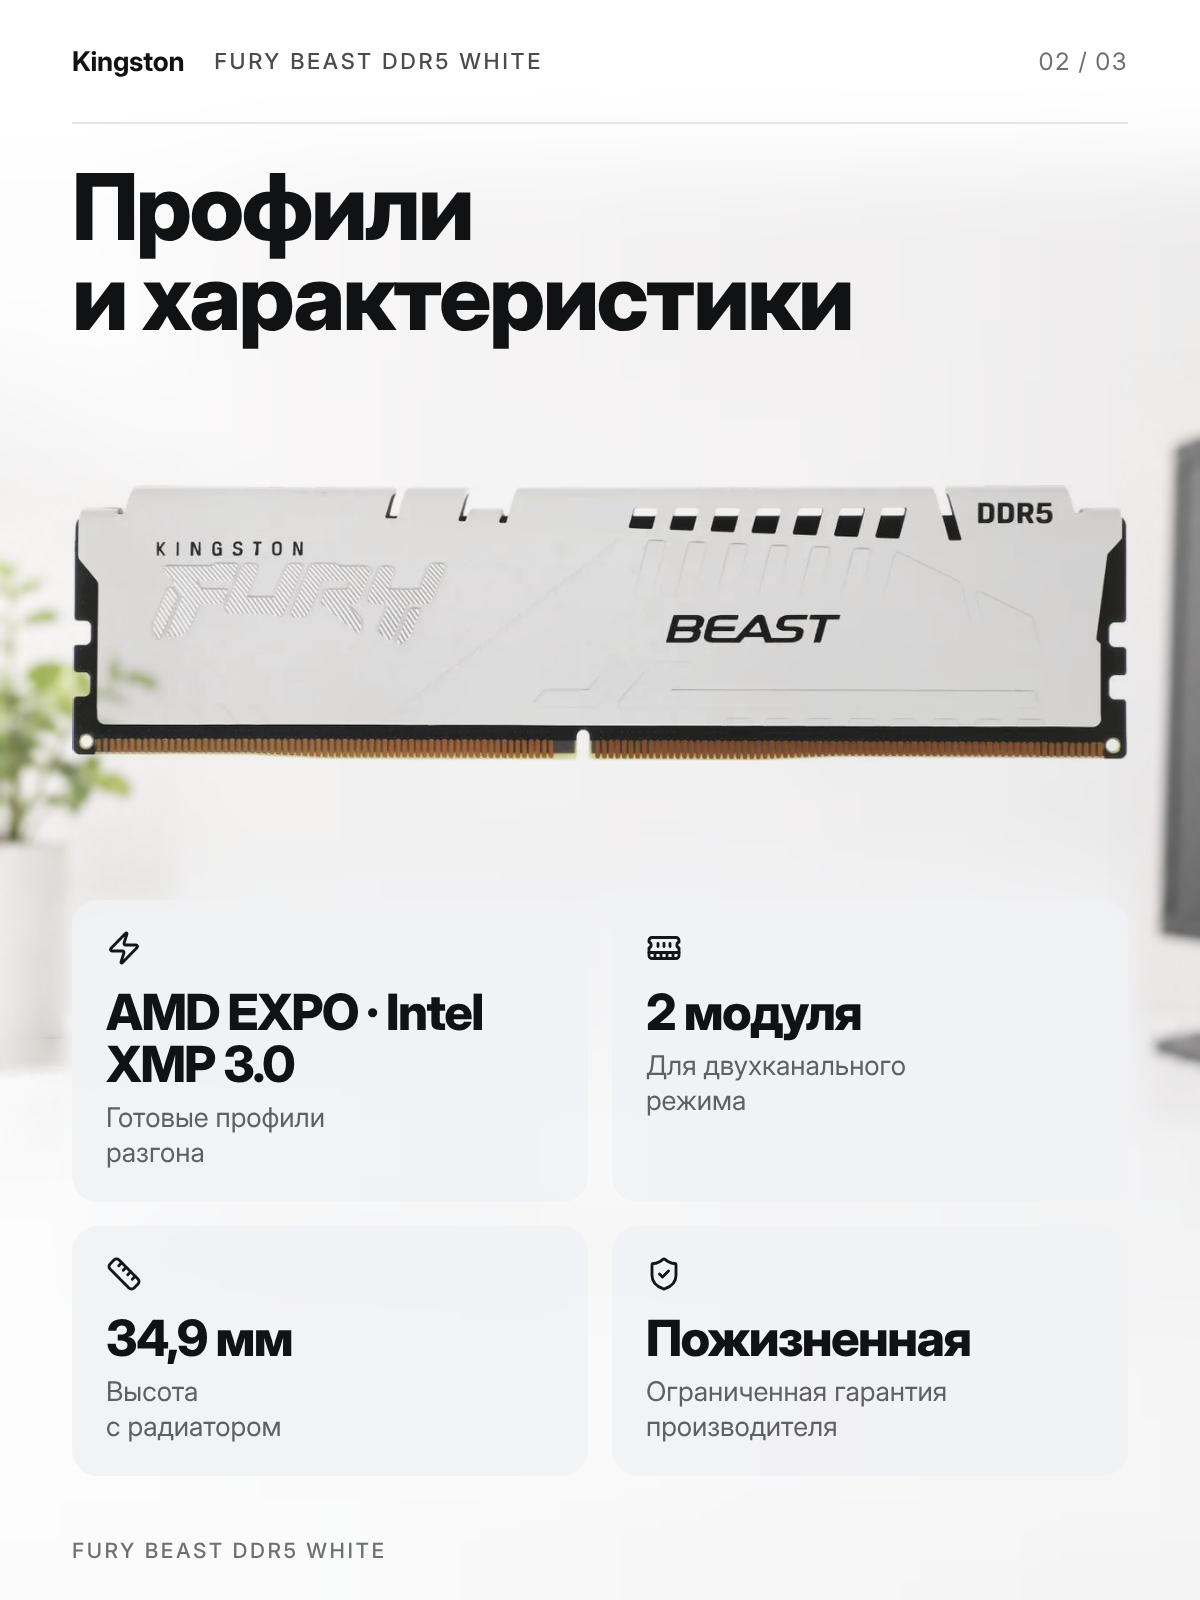 Kingston FURY BEAST DDR5 WHITE 02 / 03
Профили
и характеристики
DDR5
KINGSTON
FURY
BEAST
AMD EXPO · Intel
XMP 3.0
Готовые профили
разгона
2 модуля
Для двухканального
режима
34,9 мм
Высота
с радиатором
Пожизненная
Ограниченная гарантия
производителя
FURY BEAST DDR5 WHITE